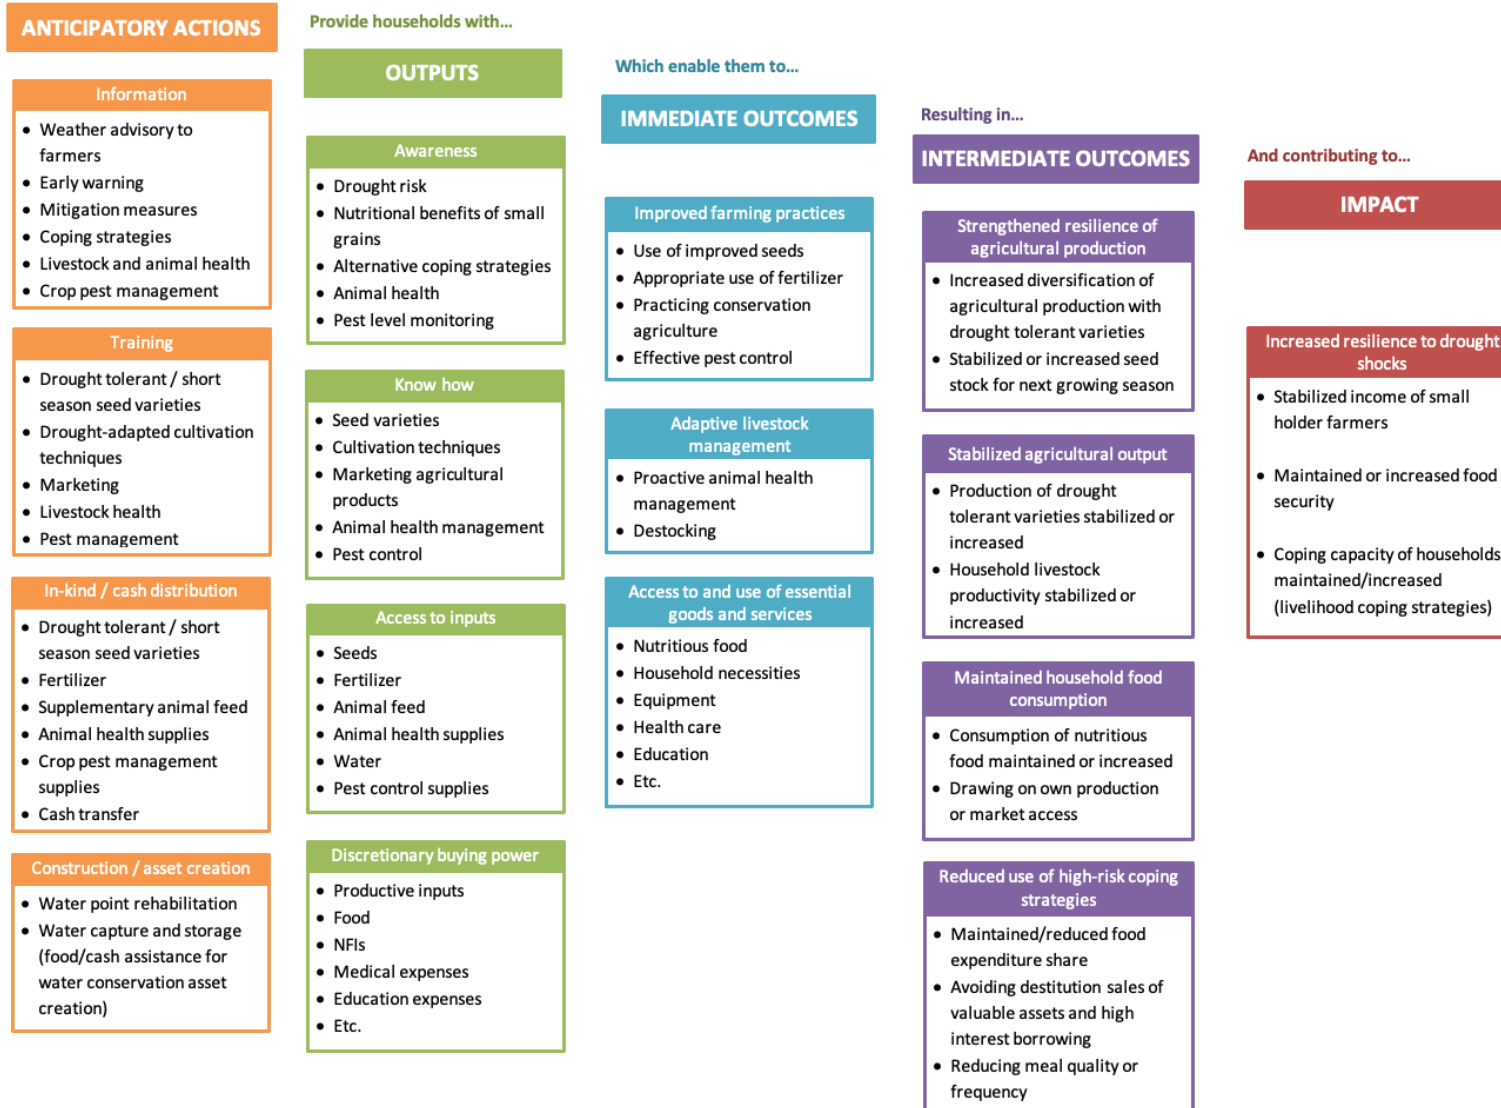 ANTICIPATORY ACTIONS
Information
• Weather advisory to
farmers
• Early warning
• Mitigation measures
• Coping strategies
• Livestock and animal health
• Crop pest management
Training
• Drought tolerant / short
season seed varieties
• Drought-adapted cultivation
techniques
• Marketing
• Livestock health
• Pest management
In-kind / cash distribution
• Drought tolerant / short
season seed varieties
• Fertilizer
• Supplementary animal feed
• Animal health supplies
• Crop pest management
supplies
• Cash transfer
Construction / asset creation
• Water point rehabilitation
• Water capture and storage
(food/cash assistance for
water conservation asset
creation)
Provide households with...
OUTPUTS
Awareness
• Drought risk
• Nutritional benefits of small
grains
• Alternative coping strategies
• Animal health
• Pest level monitoring
Know how
• Seed varieties
• Cultivation techniques
• Marketing agricultural
products
• Animal health management
• Pest control
Access to inputs
• Seeds
• Fertilizer
• Animal feed
• Animal health supplies
• Water
• Pest control supplies
Discretionary buying power
• Productive inputs
• Food
• NFIs
• Medical expenses
• Education expenses
• Etc.
Which enable them to...
IMMEDIATE OUTCOMES
Improved farming practices
• Use of improved seeds
• Appropriate use of fertilizer
• Practicing conservation
agriculture
• Effective pest control
Adaptive livestock
management
• Proactive animal health
management
• Destocking
Access to and use of essential
goods and services
• Nutritious food
• Household necessities
• Equipment
• Health care
• Education
• Etc.
Resulting in...
INTERMEDIATE OUTCOMES
Strengthened resilience of
agricultural production
• Increased diversification of
agricultural production with
drought tolerant varieties
• Stabilized or increased seed
stock for next growing season
Stabilized agricultural output
• Production of drought
tolerant varieties stabilized or
increased
• Household livestock
productivity stabilized or
increased
Maintained household food
consumption
• Consumption of nutritious
food maintained or increased
• Drawing on own production
or market access
Reduced use of high-risk coping
strategies
• Maintained/reduced food
expenditure share
• Avoiding destitution sales of
valuable assets and high
interest borrowing
• Reducing meal quality or
frequency
And contributing to...
IMPACT
Increased resilience to drought
shocks
• Stabilized income of small
holder farmers
• Maintained or increased food
security
• Coping capacity of households
maintained/increased
(livelihood coping strategies)